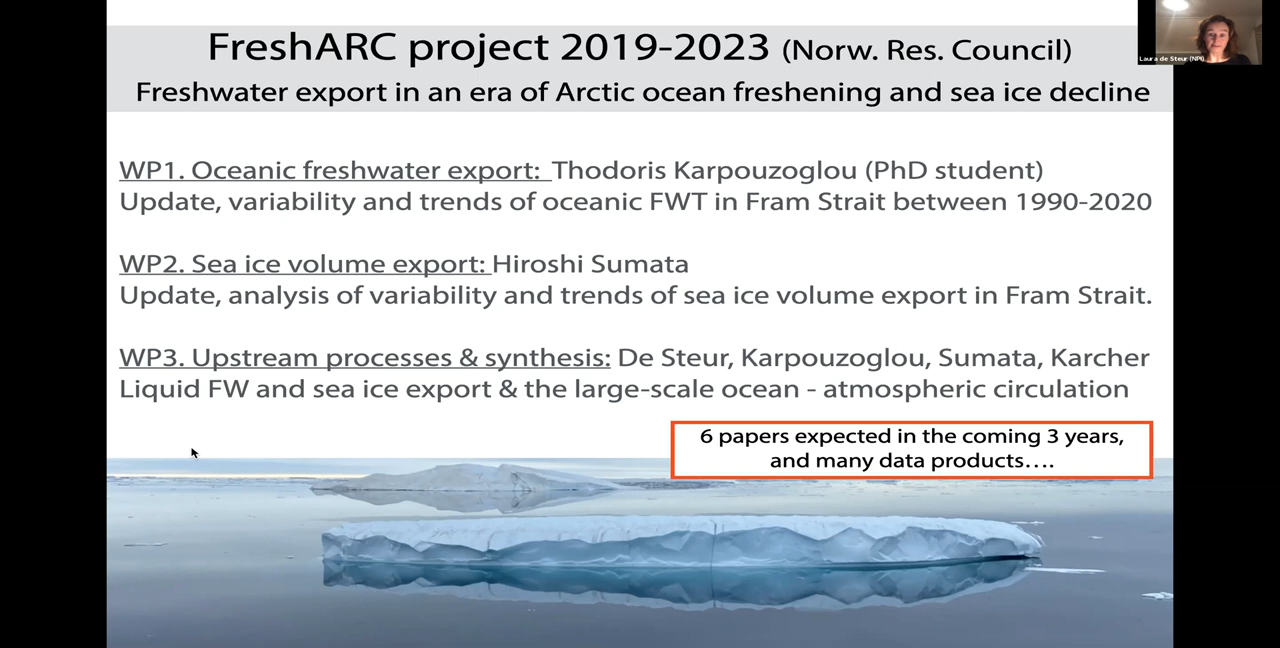 FreshARC project 2019-2023 (Norw. Res. Council)
Freshwater export in an era of Arctic ocean freshening and sea ice decline
Laura de Steur (NPI)
WP1. Oceanic freshwater export: Thodoris Karpouzoglou (PhD student)
Update, variability and trends of oceanic FWT in Fram Strait between 1990-2020
WP2. Sea ice volume export: Hiroshi Sumata
Update, analysis of variability and trends of sea ice volume export in Fram Strait.
WP3. Upstream processes & synthesis: De Steur, Karpouzoglou, Sumata, Karcher
Liquid FW and sea ice export & the large-scale ocean - atmospheric circulation
6 papers expected in the coming 3 years,
and many data products….